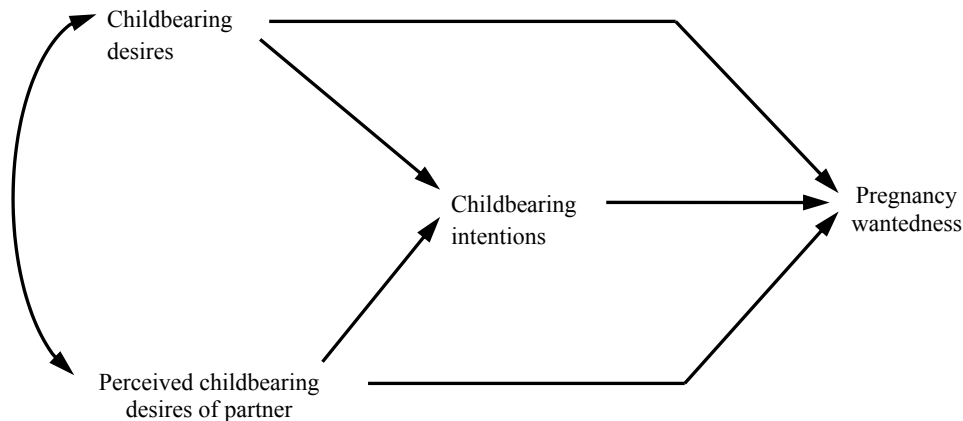 Childbearing
desires
Childbearing
intentions
Pregnancy
wantedness
Perceived childbearing
desires of partner